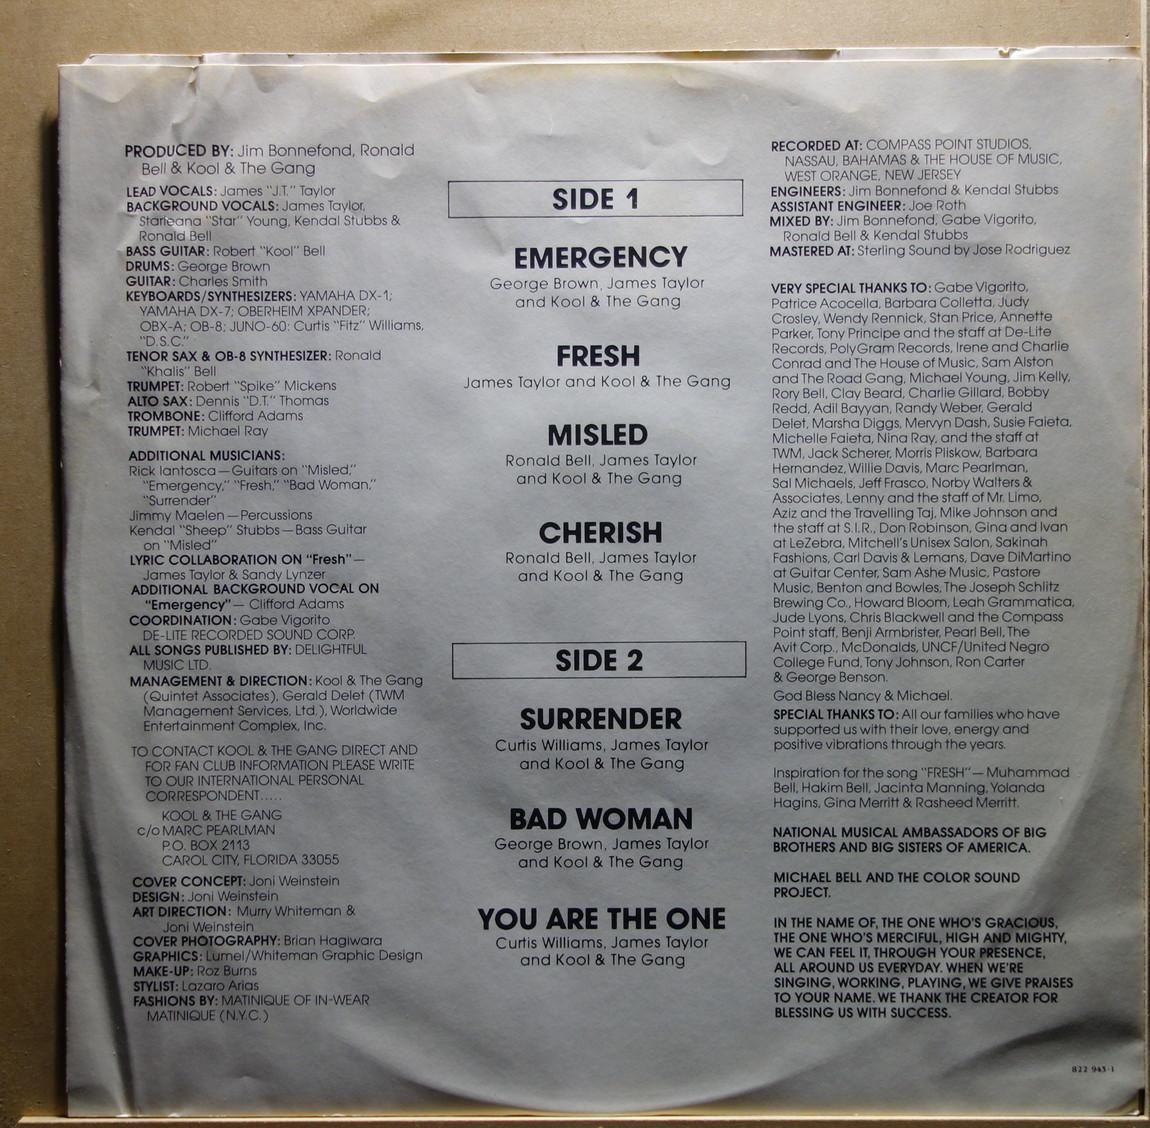 PRODUCED BY: Jim Bonnefond, Ronald
Bell & Kool & The Gang
LEAD VOCALS: James "J.T." Taylor
BACKGROUND VOCALS: James Taylor,
Starleana "Star" Young, Kendal Stubbs &
Ronald Bell
BASS GUITAR: Robert "Kool" Bell
DRUMS: George Brown
GUITAR: Charles Smith
KEYBOARDS/SYNTHESIZERS: YAMAHA DX-1;
YAMAHA DX-7; OBERHEIM XPANDER;
OBX-A; OB-8; JUNO-60: Curtis "Fitz" Williams,
"D.S.C."
TENOR SAX & OB-8 SYNTHESIZER: Ronald
"Khalis" Bell
TRUMPET: Robert "Spike" Mickens
ALTO SAX: Dennis "D.T." Thomas
TROMBONE: Clifford Adams
TRUMPET: Michael Ray
ADDITIONAL MUSICIANS:
Rick Iantosca—Guitars on "Misled,"
"Emergency," "Fresh," "Bad Woman,"
"Surrender"
Jimmy Maelen—Percussions
Kendal "Sheep" Stubbs—Bass Guitar
on "Misled"
LYRIC COLLABORATION ON "Fresh"—
James Taylor & Sandy Lynzer
ADDITIONAL BACKGROUND VOCAL ON
"Emergency"— Clifford Adams
COORDINATION: Gabe Vigorito
DE-LITE RECORDED SOUND CORP.
ALL SONGS PUBLISHED BY: DELIGHTFUL
MUSIC LTD.
MANAGEMENT & DIRECTION: Kool & The Gang
(Quintet Associates), Gerald Delet (TWM
Management Services, Ltd.), Worldwide
Entertainment Complex, Inc.
TO CONTACT KOOL & THE GANG DIRECT AND
FOR FAN CLUB INFORMATION PLEASE WRITE
TO OUR INTERNATIONAL PERSONAL
CORRESPONDENT.....
KOOL & THE GANG
c/o MARC PEARLMAN
P.O. BOX 2113
CAROL CITY, FLORIDA 33055
COVER CONCEPT: Joni Weinstein
DESIGN: Joni Weinstein
ART DIRECTION: Murry Whiteman &
Joni Weinstein
COVER PHOTOGRAPHY: Brian Hagiwara
GRAPHICS: Lumel/Whiteman Graphic Design
MAKE-UP: Roz Burns
STYLIST: Lazaro Arias
FASHIONS BY: MATINIQUE OF IN-WEAR
MATINIQUE (N.Y.C.)
SIDE 1
EMERGENCY
George Brown, James Taylor
and Kool & The Gang
FRESH
James Taylor and Kool & The Gang
MISLED
Ronald Bell, James Taylor
and Kool & The Gang
CHERISH
Ronald Bell, James Taylor
and Kool & The Gang
SIDE 2
SURRENDER
Curtis Williams, James Taylor
and Kool & The Gang
BAD WOMAN
George Brown, James Taylor
and Kool & The Gang
YOU ARE THE ONE
Curtis Williams, James Taylor
and Kool & The Gang
RECORDED AT: COMPASS POINT STUDIOS,
NASSAU, BAHAMAS & THE HOUSE OF MUSIC,
WEST ORANGE, NEW JERSEY
ENGINEERS: Jim Bonnefond & Kendal Stubbs
ASSISTANT ENGINEER: Joe Roth
MIXED BY: Jim Bonnefond, Gabe Vigorito,
Ronald Bell & Kendal Stubbs
MASTERED AT: Sterling Sound by Jose Rodriguez
VERY SPECIAL THANKS TO: Gabe Vigorito,
Patrice Acocella, Barbara Colletta, Judy
Crosley, Wendy Rennick, Stan Price, Annette
Parker, Tony Principe and the staff at De-Lite
Records, PolyGram Records, Irene and Charlie
Conrad and The House of Music, Sam Alston
and The Road Gang, Michael Young, Jim Kelly,
Rory Bell, Clay Beard, Charlie Gillard, Bobby
Redd, Adil Bayyan, Randy Weber, Gerald
Delet, Marsha Diggs, Mervyn Dash, Susie Faieta,
Michelle Faieta, Nina Ray, and the staff at
TWM, Jack Scherer, Morris Pliskow, Barbara
Hernandez, Willie Davis, Marc Pearlman,
Sal Michaels, Jeff Frasco, Norby Walters &
Associates, Lenny and the staff of Mr. Limo,
Aziz and the Travelling Taj, Mike Johnson and
the staff at S.I.R., Don Robinson, Gina and Ivan
at LeZebra, Mitchell's Unisex Salon, Sakinah
Fashions, Carl Davis & Lemans, Dave DiMartino
at Guitar Center, Sam Ashe Music, Pastore
Music, Benton and Bowles, The Joseph Schlitz
Brewing Co., Howard Bloom, Leah Grammatica,
Jude Lyons, Chris Blackwell and the Compass
Point staff, Benji Armbrister, Pearl Bell, The
Avit Corp., McDonalds, UNCF/United Negro
College Fund, Tony Johnson, Ron Carter
& George Benson.
God Bless Nancy & Michael.
SPECIAL THANKS TO: All our families who have
supported us with their love, energy and
positive vibrations through the years.
Inspiration for the song "FRESH"— Muhammad
Bell, Hakim Bell, Jacinta Manning, Yolanda
Hagins, Gina Merritt & Rasheed Merritt.
NATIONAL MUSICAL AMBASSADORS OF BIG
BROTHERS AND BIG SISTERS OF AMERICA.
MICHAEL BELL AND THE COLOR SOUND
PROJECT.
IN THE NAME OF, THE ONE WHO'S GRACIOUS,
THE ONE WHO'S MERCIFUL, HIGH AND MIGHTY,
WE CAN FEEL IT, THROUGH YOUR PRESENCE,
ALL AROUND US EVERYDAY. WHEN WE'RE
SINGING, WORKING, PLAYING, WE GIVE PRAISES
TO YOUR NAME. WE THANK THE CREATOR FOR
BLESSING US WITH SUCCESS.
822 943-1